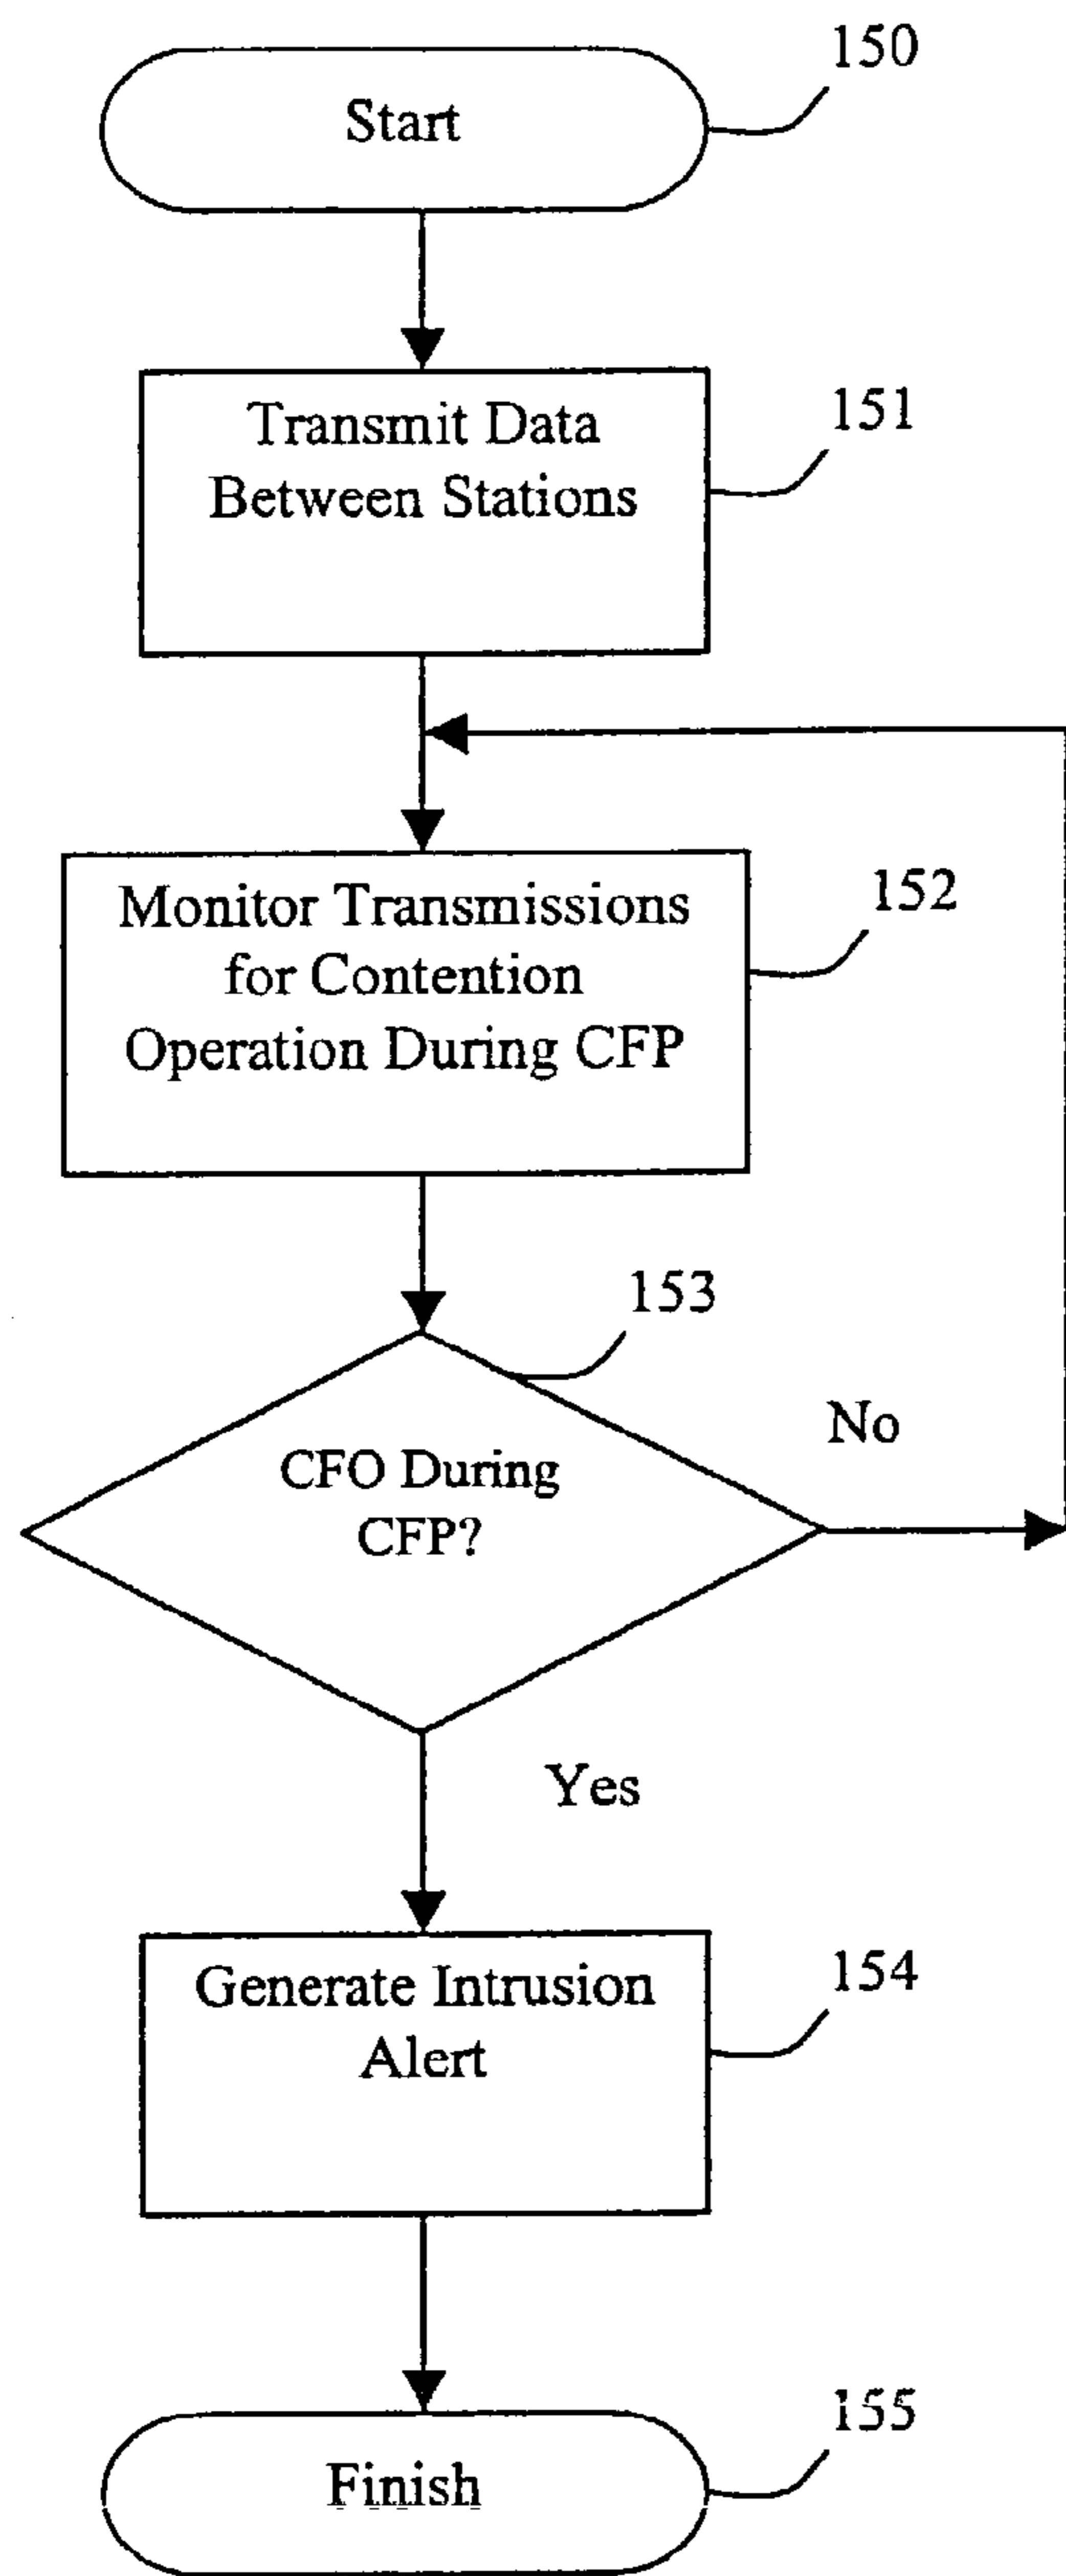 150
Start
Transmit Data
Between Stations
151
Monitor Transmissions
for Contention
Operation During CFP
152
153
CFO During
CFP?
No
Yes
Generate Intrusion
Alert
154
Finish
155